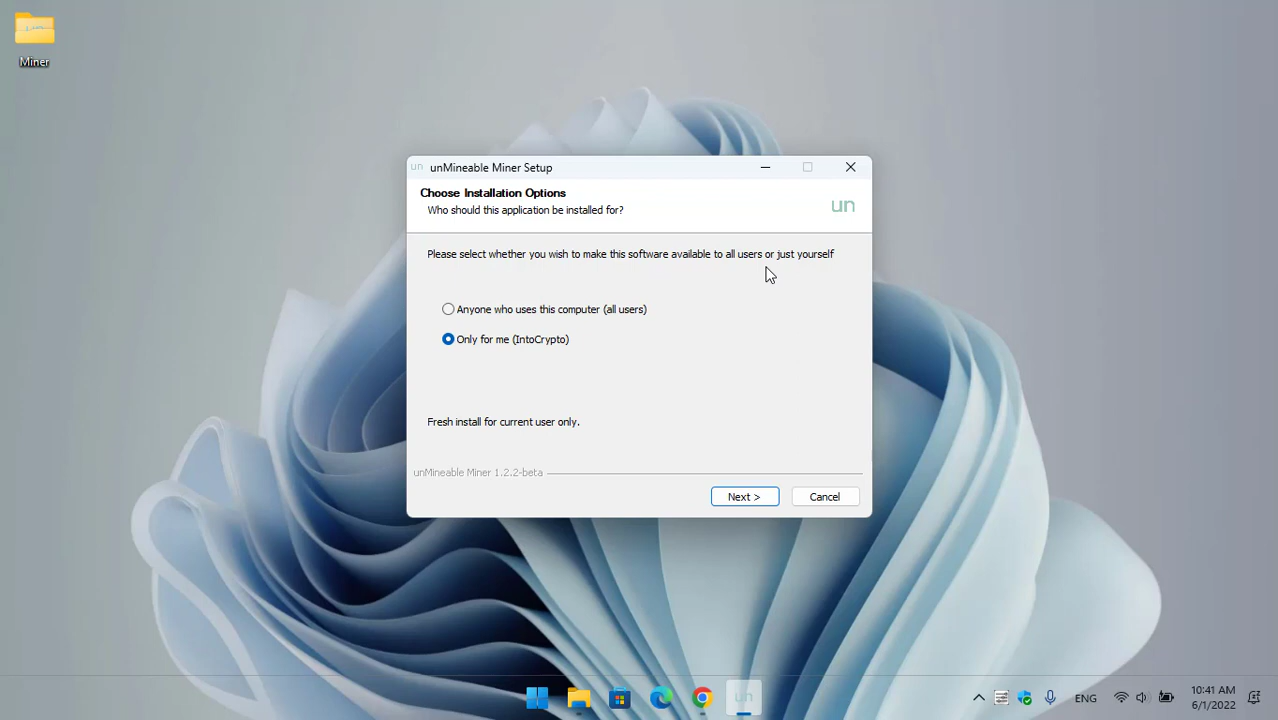 Miner
un unMineable Miner Setup
Choose Installation Options
Who should this application be installed for?
un
Please select whether you wish to make this software available to all users or just yourself
Anyone who uses this computer (all users)
Only for me (IntoCrypto)
Fresh install for current user only.
unMineable Miner 1.2.2-beta
Next >
Cancel
un
ENG
10:41 AM
6/1/2022